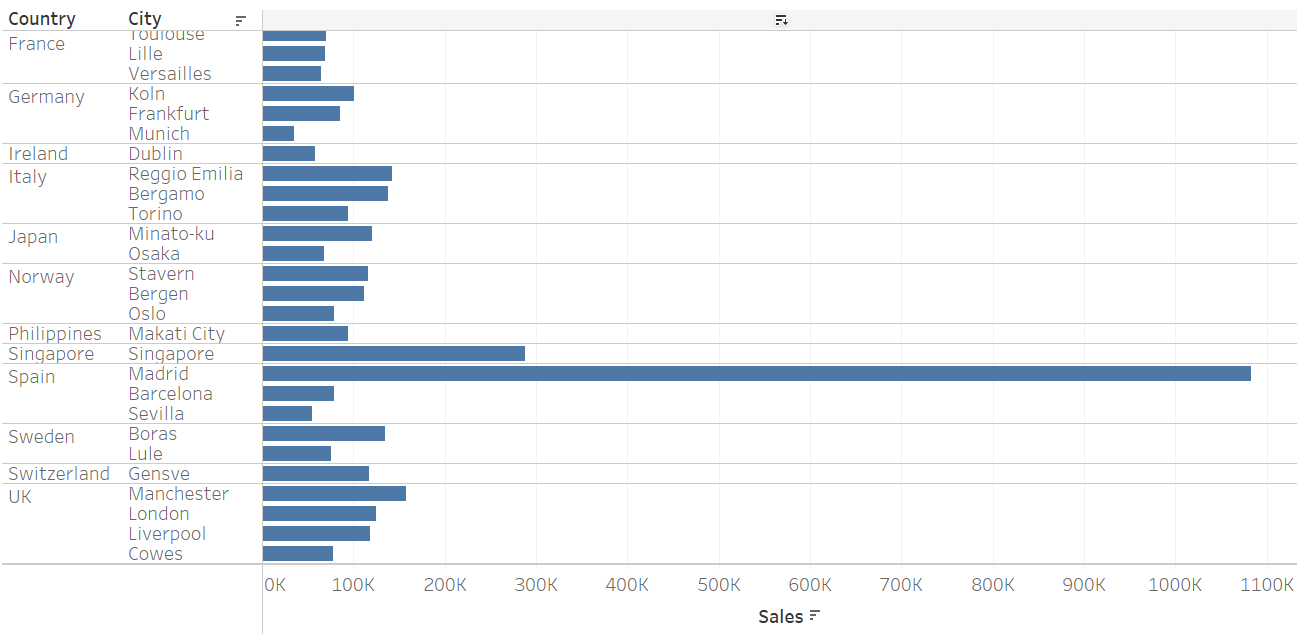 Country City
France Toulouse
Lille
Versailles
Germany Koln
Frankfurt
Munich
Ireland Dublin
Italy Reggio Emilia
Bergamo
Torino
Japan Minato-ku
Osaka
Norway Stavern
Bergen
Oslo
Philippines Makati City
Singapore Singapore
Spain Madrid
Barcelona
Sevilla
Sweden Boras
Lule
Switzerland Gensve
UK Manchester
London
Liverpool
Cowes
0K 100K 200K 300K 400K 500K 600K 700K 800K 900K 1000K 1100K
Sales